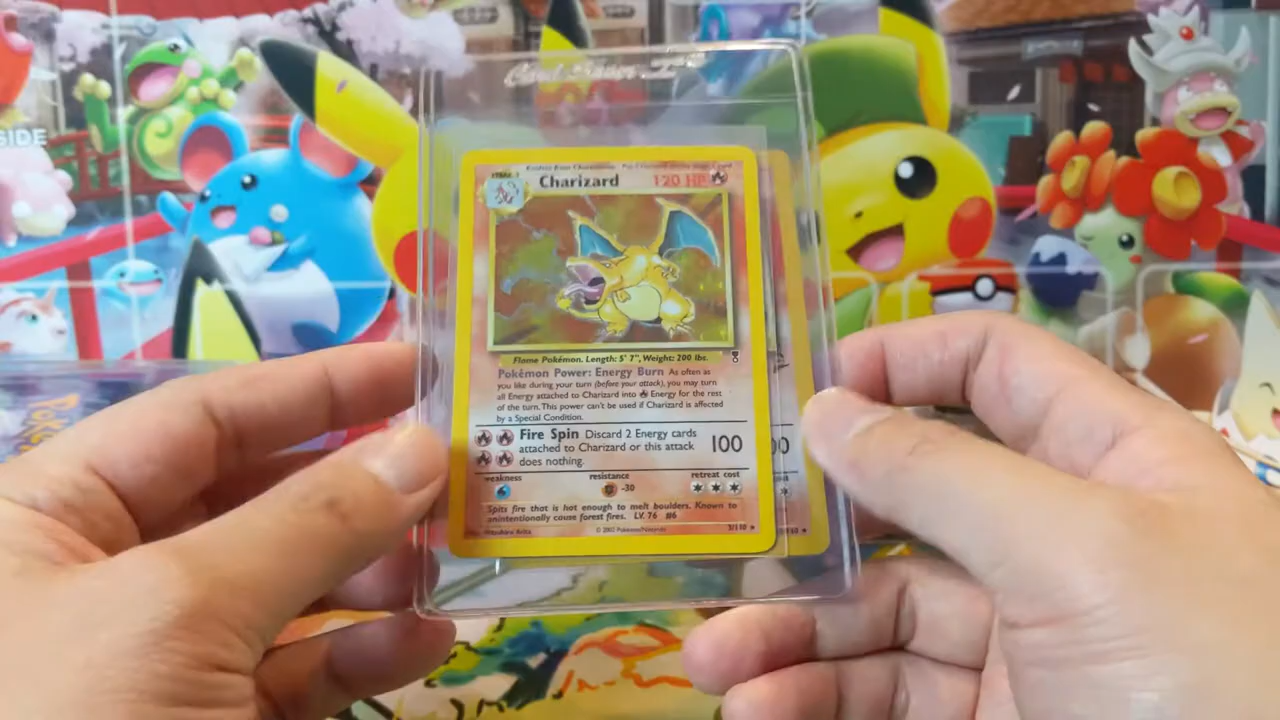 Card Saver I
SIDE
STAGE 2
Charizard 120 HP
Flame Pokémon. Length: 5' 7", Weight: 200 lbs.
Pokémon Power: Energy Burn As often as
you like during your turn (before your attack), you may turn
all Energy attached to Charizard into Energy for the rest
of the turn. This power can't be used if Charizard is affected
by a Special Condition.
Fire Spin Discard 2 Energy cards
attached to Charizard or this attack
does nothing.
100
weakness resistance retreat cost
-30
Spits fire that is hot enough to melt boulders. Known to
unintentionally cause forest fires. LV. 76 #6
Mitsuhiro Arita © 2002 Pokémon/Nintendo 3/110